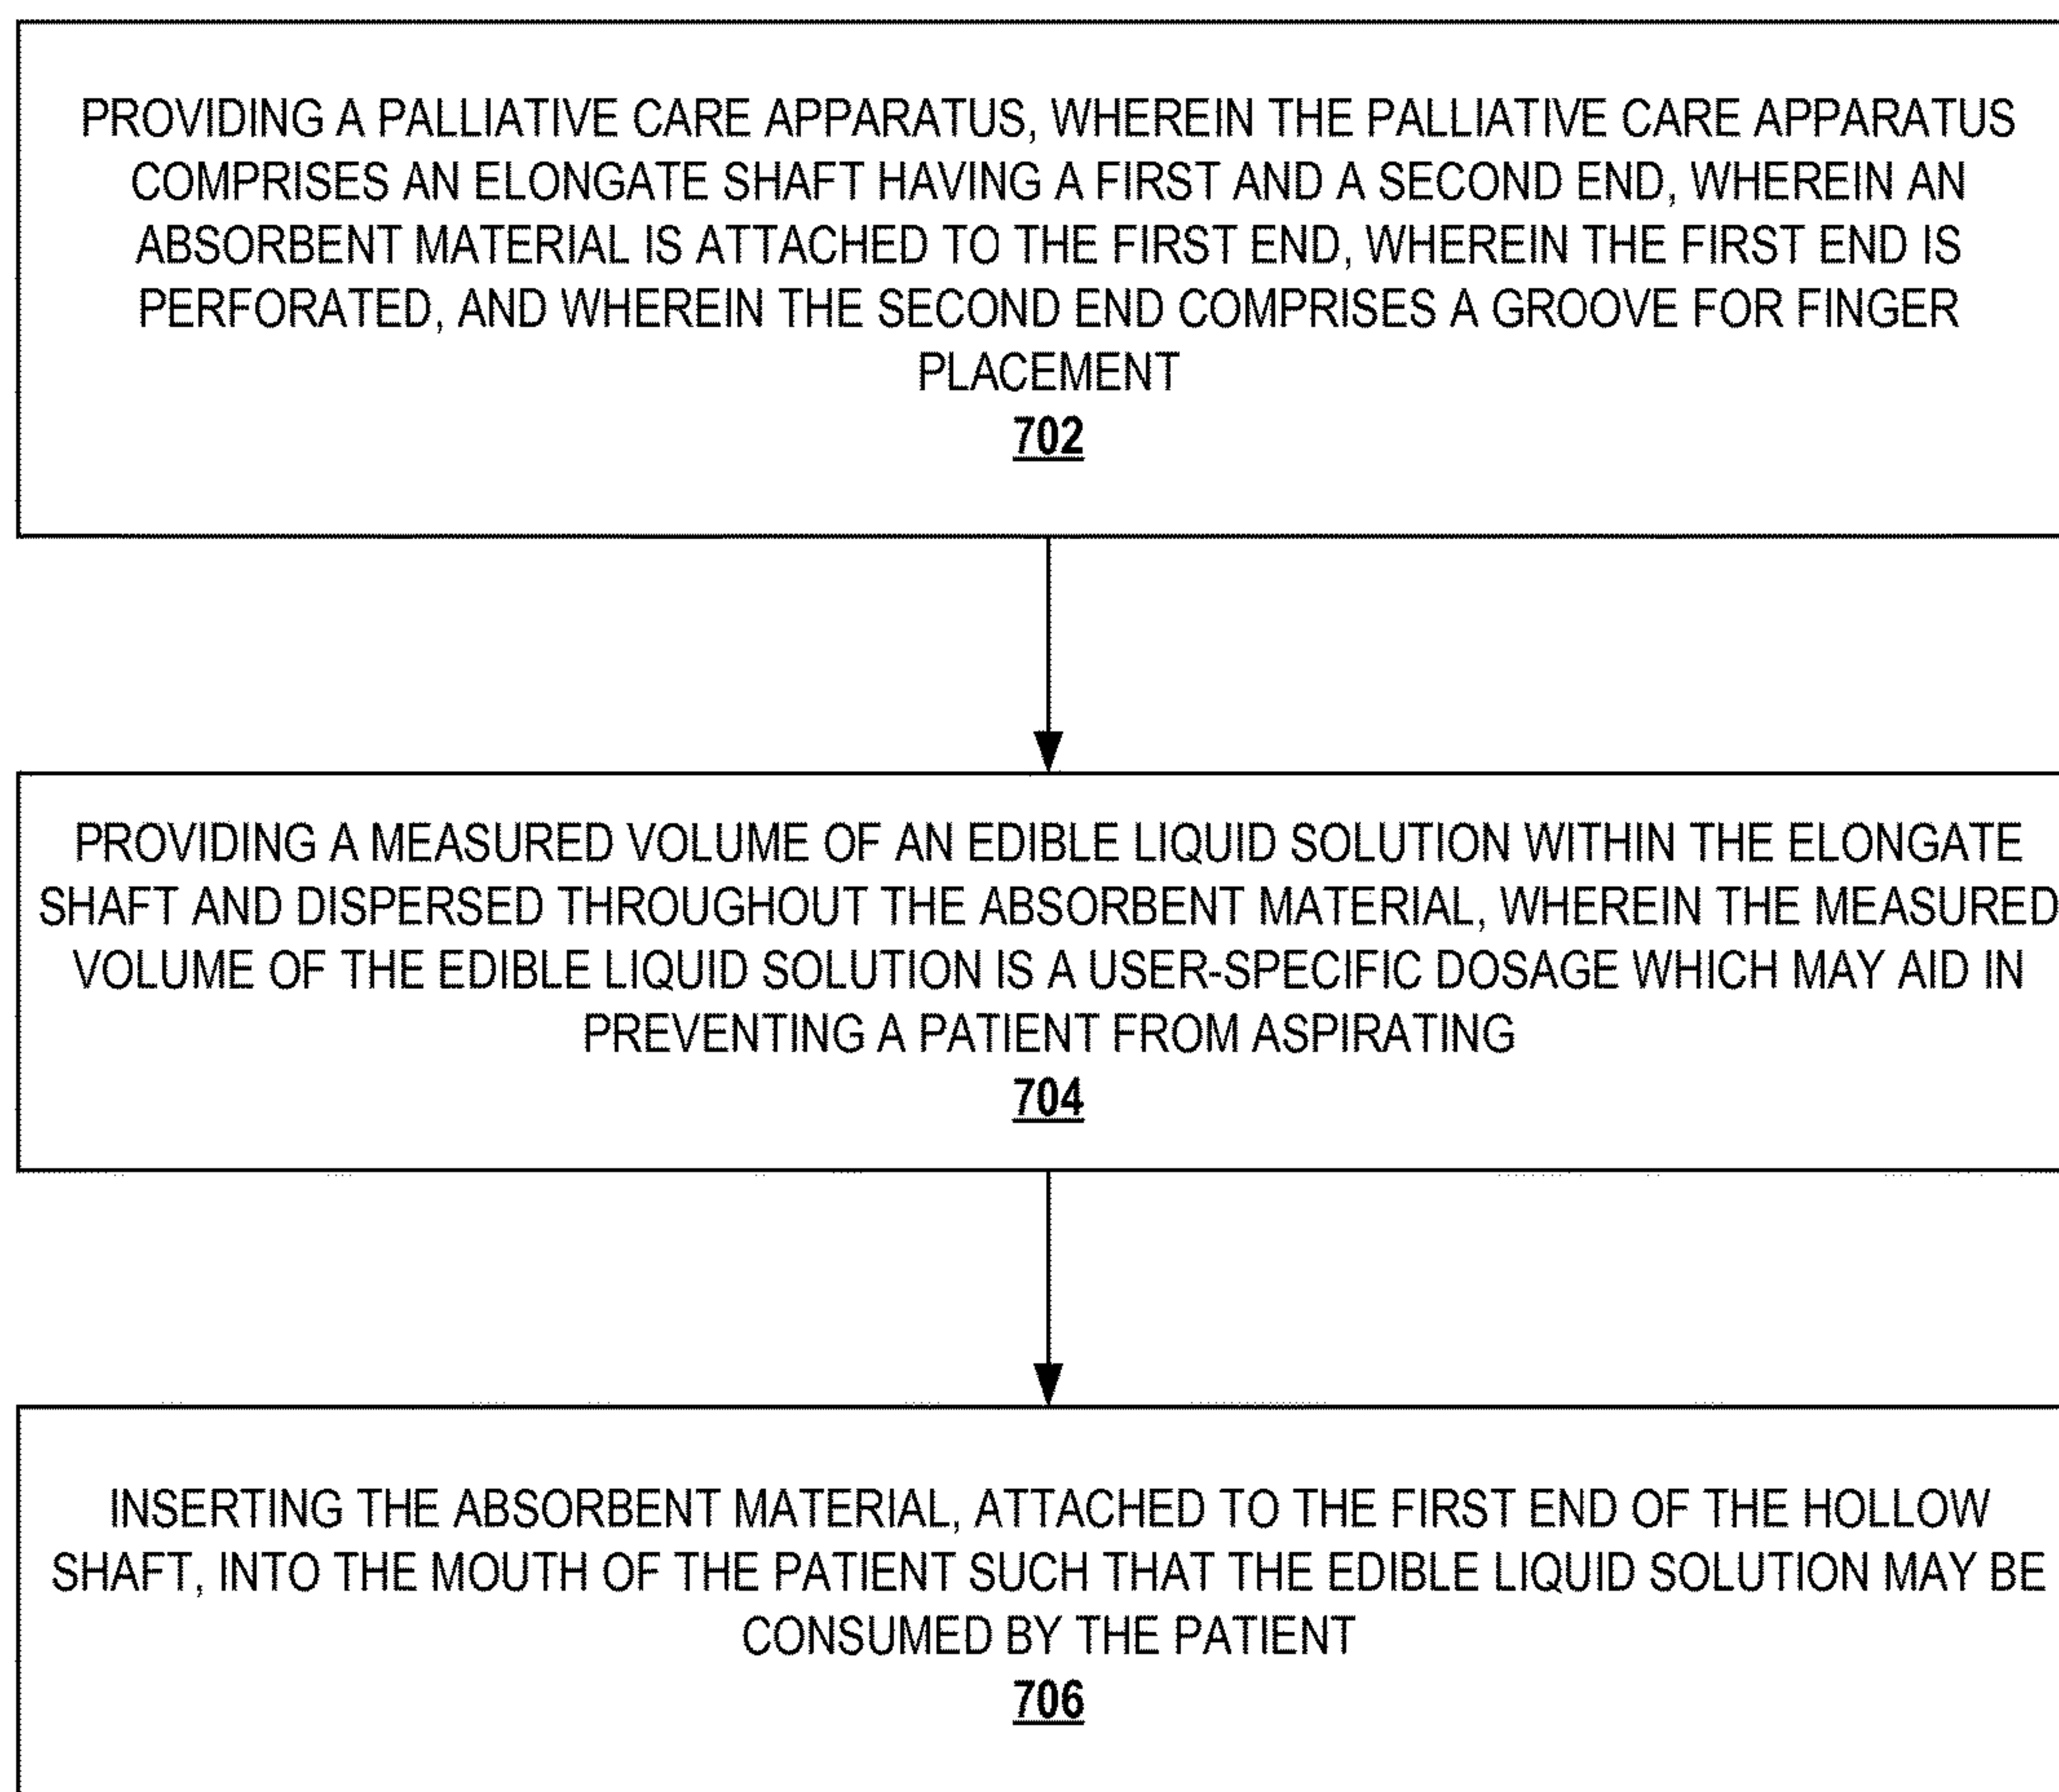 PROVIDING A PALLIATIVE CARE APPARATUS, WHEREIN THE PALLIATIVE CARE APPARATUS
COMPRISES AN ELONGATE SHAFT HAVING A FIRST AND A SECOND END, WHEREIN AN
ABSORBENT MATERIAL IS ATTACHED TO THE FIRST END, WHEREIN THE FIRST END IS
PERFORATED, AND WHEREIN THE SECOND END COMPRISES A GROOVE FOR FINGER
PLACEMENT
702
PROVIDING A MEASURED VOLUME OF AN EDIBLE LIQUID SOLUTION WITHIN THE ELONGATE
SHAFT AND DISPERSED THROUGHOUT THE ABSORBENT MATERIAL, WHEREIN THE MEASURED
VOLUME OF THE EDIBLE LIQUID SOLUTION IS A USER-SPECIFIC DOSAGE WHICH MAY AID IN
PREVENTING A PATIENT FROM ASPIRATING
704
INSERTING THE ABSORBENT MATERIAL, ATTACHED TO THE FIRST END OF THE HOLLOW
SHAFT, INTO THE MOUTH OF THE PATIENT SUCH THAT THE EDIBLE LIQUID SOLUTION MAY BE
CONSUMED BY THE PATIENT
706